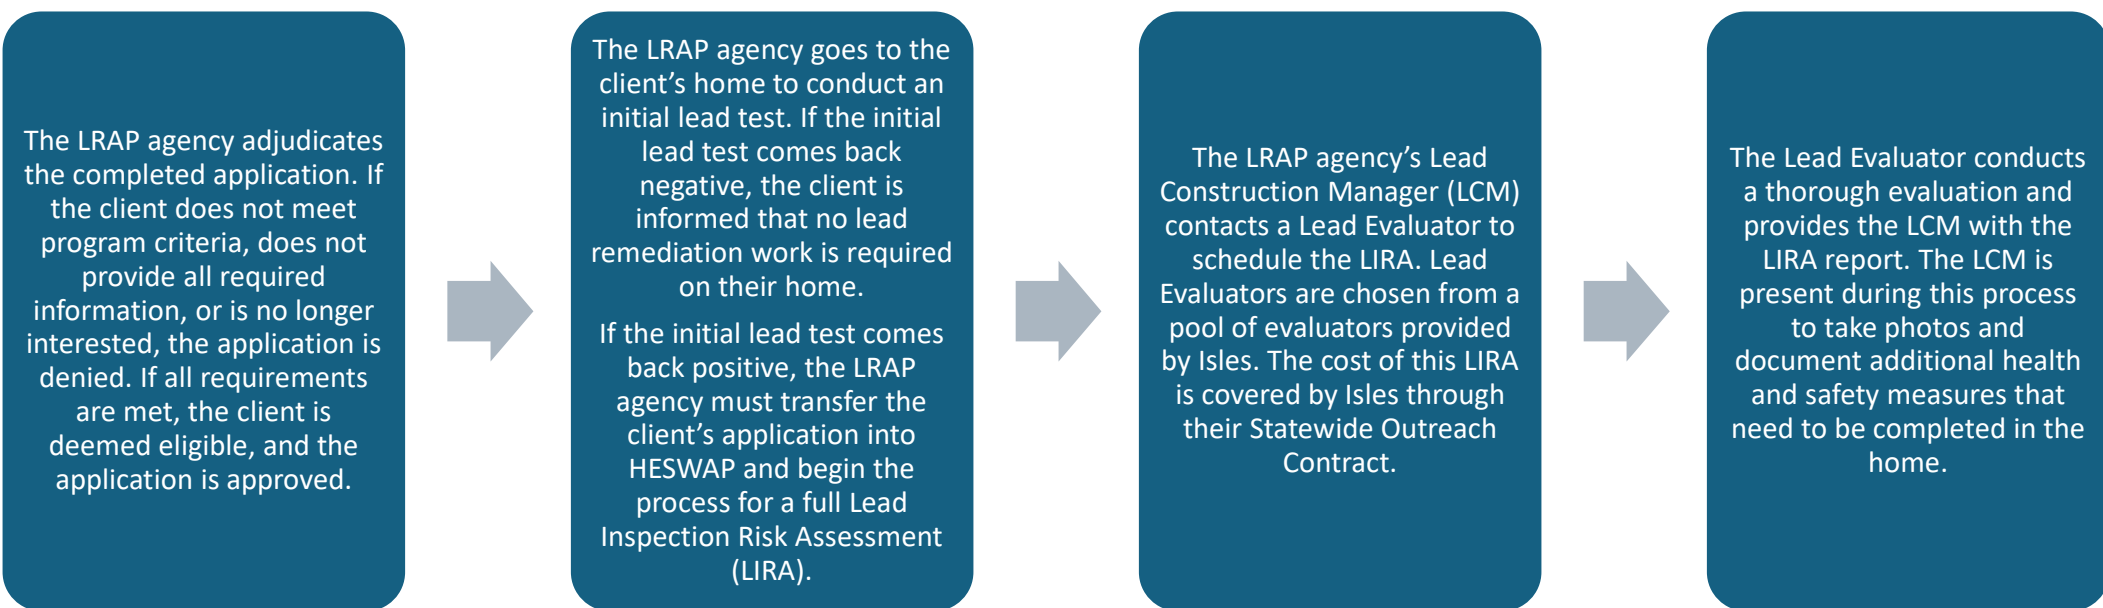 The LRAP agency adjudicates
the completed application. If
the client does not meet
program criteria, does not
provide all required
information, or is no longer
interested, the application is
denied. If all requirements
are met, the client is
deemed eligible, and the
application is approved.
The LRAP agency goes to the
client’s home to conduct an
initial lead test. If the initial
lead test comes back
negative, the client is
informed that no lead
remediation work is required
on their home.
If the initial lead test comes
back positive, the LRAP
agency must transfer the
client’s application into
HESWAP and begin the
process for a full Lead
Inspection Risk Assessment
(LIRA).
The LRAP agency’s Lead
Construction Manager (LCM)
contacts a Lead Evaluator to
schedule the LIRA. Lead
Evaluators are chosen from a
pool of evaluators provided
by Isles. The cost of this LIRA
is covered by Isles through
their Statewide Outreach
Contract.
The Lead Evaluator conducts
a thorough evaluation and
provides the LCM with the
LIRA report. The LCM is
present during this process
to take photos and
document additional health
and safety measures that
need to be completed in the
home.